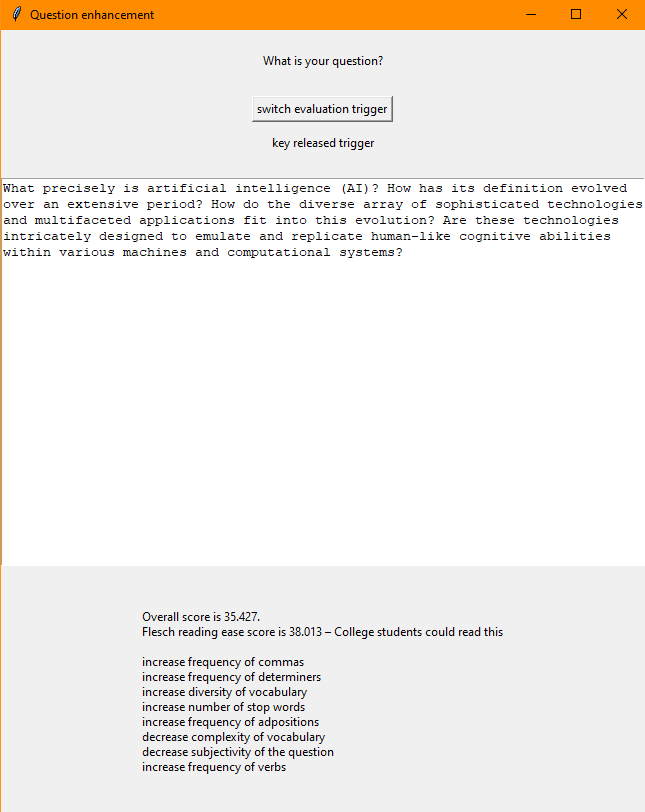 Question enhancement
What is your question?
switch evaluation trigger
key released trigger
What precisely is artificial intelligence (AI)? How has its definition evolved
over an extensive period? How do the diverse array of sophisticated technologies
and multifaceted applications fit into this evolution? Are these technologies
intricately designed to emulate and replicate human-like cognitive abilities
within various machines and computational systems?
Overall score is 35.427.
Flesch reading ease score is 38.013 – College students could read this
increase frequency of commas
increase frequency of determiners
increase diversity of vocabulary
increase number of stop words
increase frequency of adpositions
decrease complexity of vocabulary
decrease subjectivity of the question
increase frequency of verbs